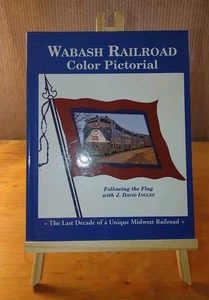 WABASH RAILROAD
Color Pictorial
Following the Flag
with J. DAVID INGLES
~ The Last Decade of a Unique Midwest Railroad ~